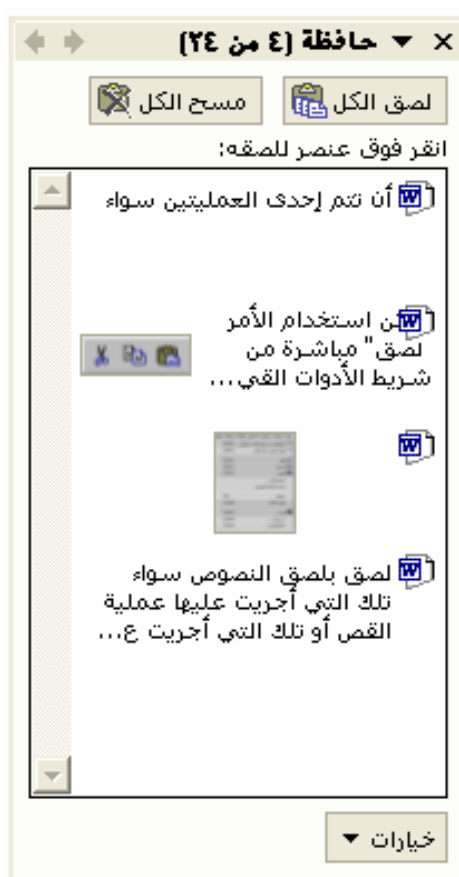 حافظة (٤ من ٢٤)
لصق الكل
مسح الكل
انقر فوق عنصر للصقه:
أن تتم إحدى العمليتين سواء
استخدام الأمر
لصق" مباشرة من
شريط الأدوات القي...
لصق بلصق النصوص سواء
تلك التي أجريت عليها عملية
القص أو تلك التي أجريت ع...
خيارات